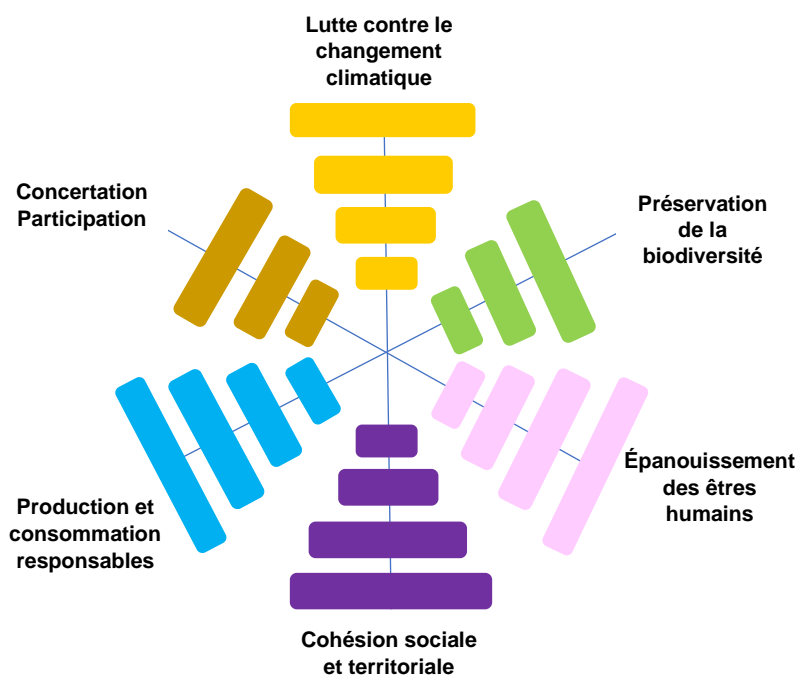 Lutte contre le
changement
climatique
Concertation
Participation
Préservation
de la
biodiversité
Épanouissement
des êtres
humains
Production et
consommation
responsables
Cohésion sociale
et territoriale